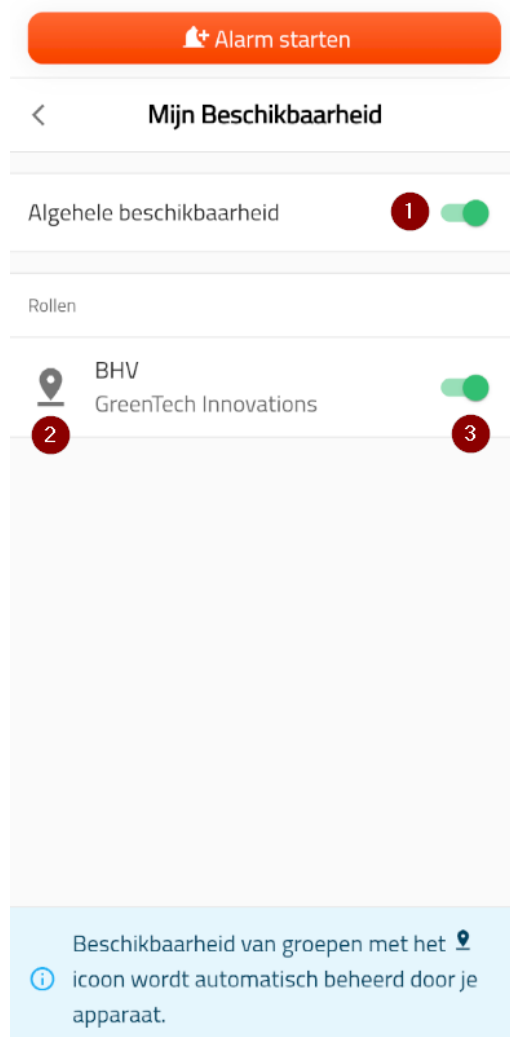 Alarm starten
Mijn Beschikbaarheid
Algehele beschikbaarheid
1
Rollen
BHV
GreenTech Innovations
2
3
Beschikbaarheid van groepen met het
icoon wordt automatisch beheerd door je
apparaat.